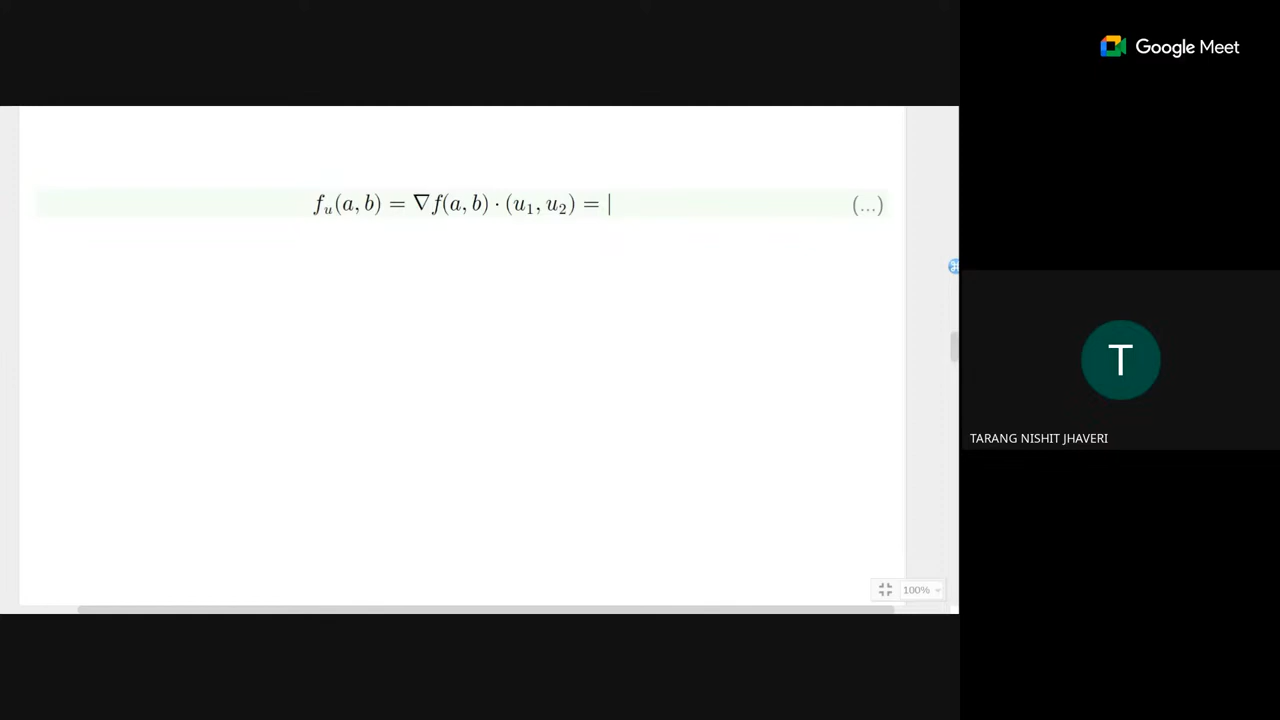 Google Meet
f_u(a, b) = ∇f(a, b) · (u_1, u_2) = |
(...)
T
TARANG NISHIT JHAVERI
100%